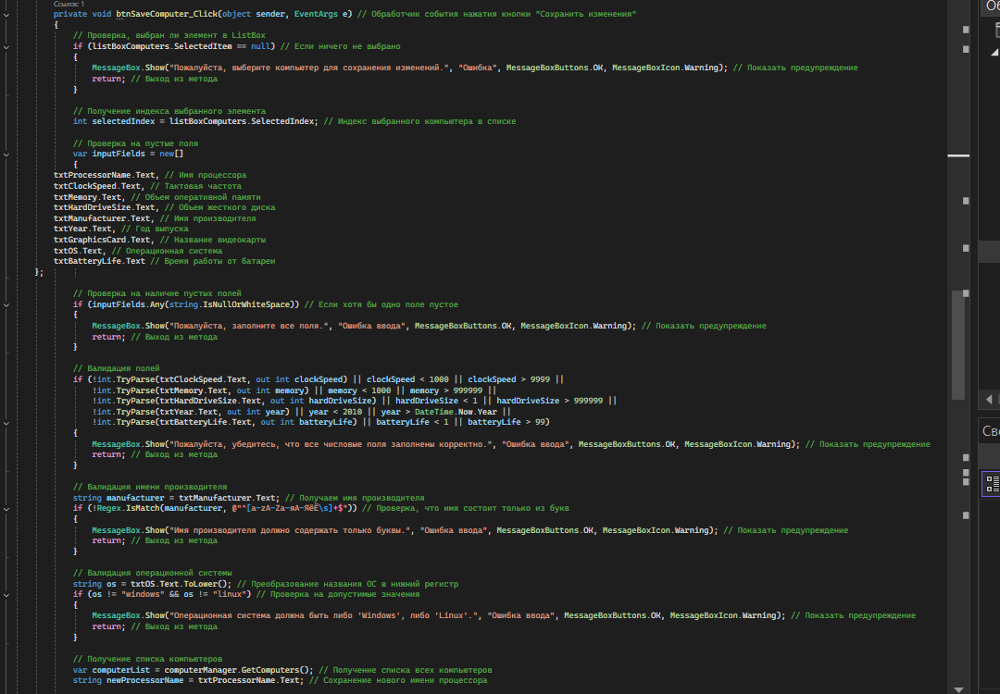 Ссылок: 1
private void btnSaveComputer_Click(object sender, EventArgs e) // Обработчик события нажатия кнопки "Сохранить изменения"
{
// Проверка, выбран ли элемент в ListBox
if (listBoxComputers.SelectedItem == null) // Если ничего не выбрано
{
MessageBox.Show("Пожалуйста, выберите компьютер для сохранения изменений.", "Ошибка", MessageBoxButtons.OK, MessageBoxIcon.Warning); // Показать предупреждение
return; // Выход из метода
}
// Получение индекса выбранного элемента
int selectedIndex = listBoxComputers.SelectedIndex; // Индекс выбранного компьютера в списке
// Проверка на пустые поля
var inputFields = new[]
{
txtProcessorName.Text, // Имя процессора
txtClockSpeed.Text, // Тактовая частота
txtMemory.Text, // Объем оперативной памяти
txtHardDriveSize.Text, // Объем жесткого диска
txtManufacturer.Text, // Имя производителя
txtYear.Text, // Год выпуска
txtGraphicsCard.Text, // Название видеокарты
txtOS.Text, // Операционная система
txtBatteryLife.Text // Время работы от батареи
};
// Проверка на наличие пустых полей
if (inputFields.Any(string.IsNullOrWhiteSpace)) // Если хотя бы одно поле пустое
{
MessageBox.Show("Пожалуйста, заполните все поля.", "Ошибка ввода", MessageBoxButtons.OK, MessageBoxIcon.Warning); // Показать предупреждение
return; // Выход из метода
}
// Валидация полей
if (!int.TryParse(txtClockSpeed.Text, out int clockSpeed) || clockSpeed < 1000 || clockSpeed > 9999 ||
!int.TryParse(txtMemory.Text, out int memory) || memory < 1000 || memory > 999999 ||
!int.TryParse(txtHardDriveSize.Text, out int hardDriveSize) || hardDriveSize < 1 || hardDriveSize > 999999 ||
!int.TryParse(txtYear.Text, out int year) || year < 2010 || year > DateTime.Now.Year ||
!int.TryParse(txtBatteryLife.Text, out int batteryLife) || batteryLife < 1 || batteryLife > 99)
{
MessageBox.Show("Пожалуйста, убедитесь, что все числовые поля заполнены корректно.", "Ошибка ввода", MessageBoxButtons.OK, MessageBoxIcon.Warning); // Показать предупреждение
return; // Выход из метода
}
// Валидация имени производителя
string manufacturer = txtManufacturer.Text; // Получаем имя производителя
if (!Regex.IsMatch(manufacturer, @"^[a-zA-Zа-яА-ЯёЁ\s]+$")) // Проверка, что имя состоит только из букв
{
MessageBox.Show("Имя производителя должно содержать только буквы.", "Ошибка ввода", MessageBoxButtons.OK, MessageBoxIcon.Warning); // Показать предупреждение
return; // Выход из метода
}
// Валидация операционной системы
string os = txtOS.Text.ToLower(); // Преобразование названия ОС в нижний регистр
if (os != "windows" && os != "linux") // Проверка на допустимые значения
{
MessageBox.Show("Операционная система должна быть либо 'Windows', либо 'Linux'.", "Ошибка ввода", MessageBoxButtons.OK, MessageBoxIcon.Warning); // Показать предупреждение
return; // Выход из метода
}
// Получение списка компьютеров
var computerList = computerManager.GetComputers(); // Получение списка всех компьютеров
string newProcessorName = txtProcessorName.Text; // Сохранение нового имени процессора